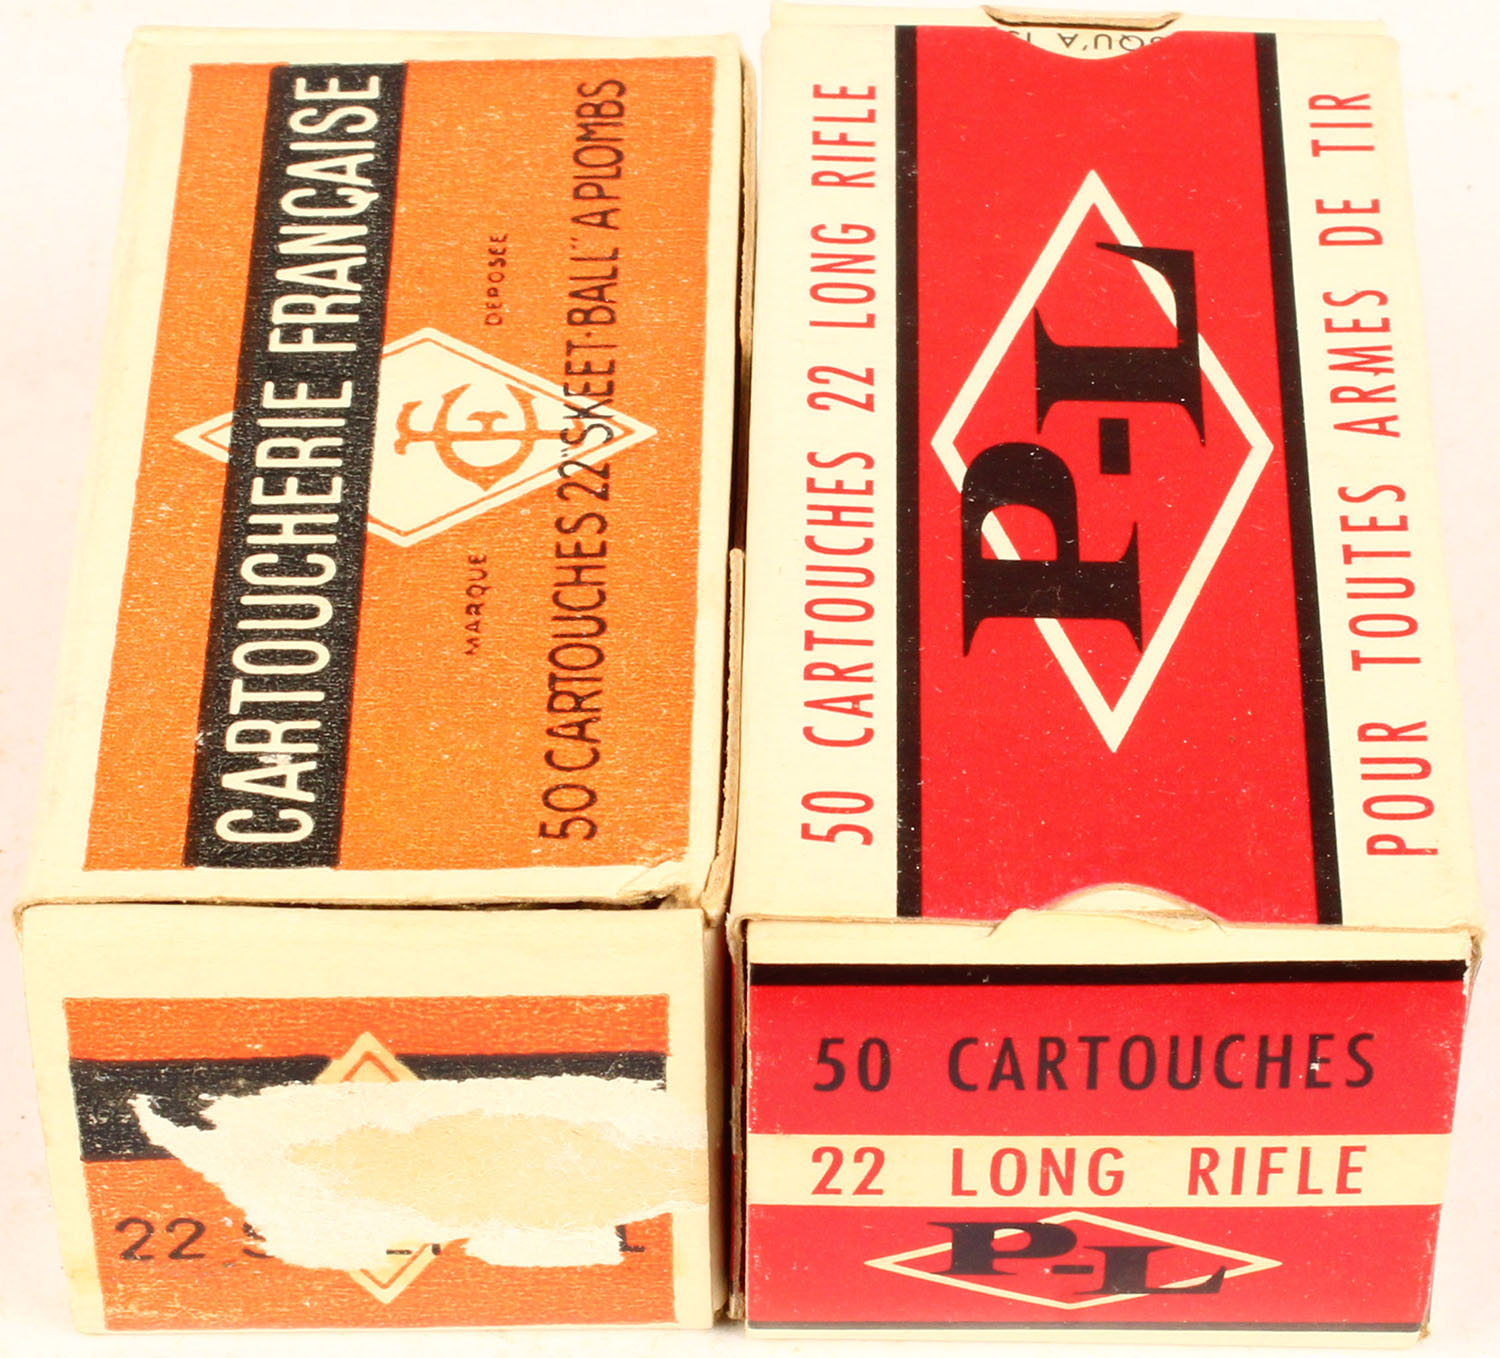 CARTOUCHERIE FRANÇAISE
MARQUE DEPOSEE
CF
50 CARTOUCHES 22 "SKEET·BALL" A PLOMBS
22
50 CARTOUCHES 22 LONG RIFLE
P-L
POUR TOUTES ARMES DE TIR
50 CARTOUCHES
22 LONG RIFLE
P-L